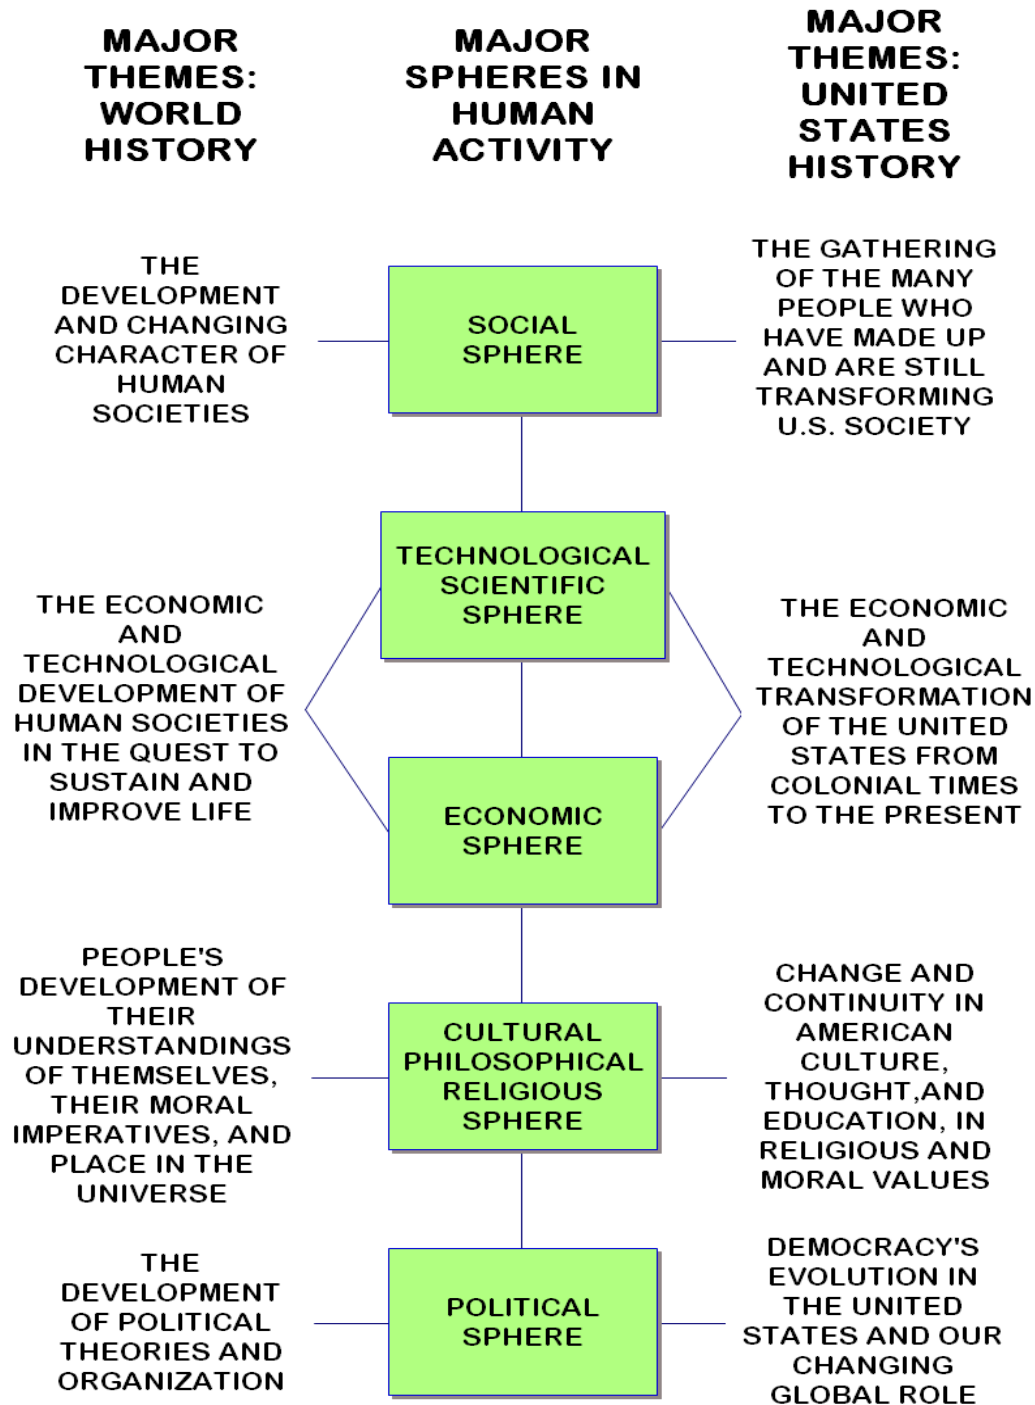 MAJOR
THEMES:
WORLD
HISTORY
MAJOR
SPHERES IN
HUMAN
ACTIVITY
MAJOR
THEMES:
UNITED
STATES
HISTORY
THE
DEVELOPMENT
AND CHANGING
CHARACTER OF
HUMAN
SOCIETIES
SOCIAL
SPHERE
THE GATHERING
OF THE MANY
PEOPLE WHO
HAVE MADE UP
AND ARE STILL
TRANSFORMING
U.S. SOCIETY
THE ECONOMIC
AND
TECHNOLOGICAL
DEVELOPMENT OF
HUMAN SOCIETIES
IN THE QUEST TO
SUSTAIN AND
IMPROVE LIFE
TECHNOLOGICAL
SCIENTIFIC
SPHERE
ECONOMIC
SPHERE
THE ECONOMIC
AND
TECHNOLOGICAL
TRANSFORMATION
OF THE UNITED
STATES FROM
COLONIAL TIMES
TO THE PRESENT
PEOPLE'S
DEVELOPMENT OF
THEIR
UNDERSTANDINGS
OF THEMSELVES,
THEIR MORAL
IMPERATIVES, AND
PLACE IN THE
UNIVERSE
CULTURAL
PHILOSOPHICAL
RELIGIOUS
SPHERE
CHANGE AND
CONTINUITY IN
AMERICAN
CULTURE,
THOUGHT,AND
EDUCATION, IN
RELIGIOUS AND
MORAL VALUES
THE
DEVELOPMENT
OF POLITICAL
THEORIES AND
ORGANIZATION
POLITICAL
SPHERE
DEMOCRACY'S
EVOLUTION IN
THE UNITED
STATES AND OUR
CHANGING
GLOBAL ROLE